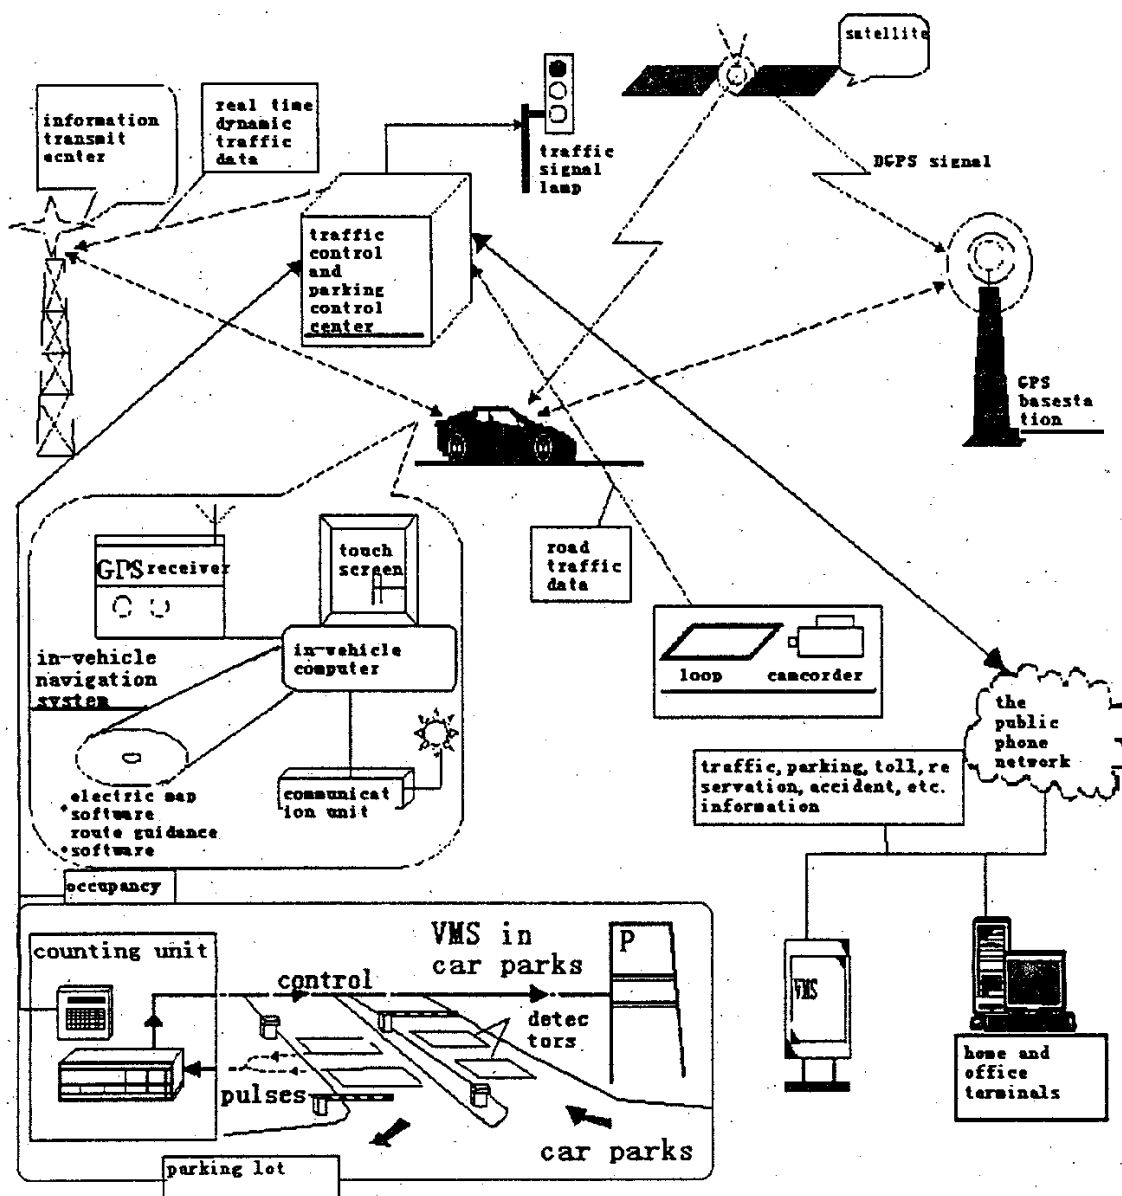 satellite
information
transmit
ecnter
real time
dynamic
traffic
data
traffic
signal
lamp
DGPS signal
traffic
control
and
parking
control
center
GPS
basesta
tion
GPS receiver
touch
screen
in-vehicle
computer
in-vehicle
navigation
system
road
traffic
data
loop camcorder
the
public
phone
network
electric map
*software
route guidance
*software
communicat
ion unit
traffic, parking, toll, re
servation, accident, etc.
information
occupancy
counting unit
control
VMS in
car parks
P
detec
tors
pulses
car parks
VMS
home and
office
terminals
parking lot